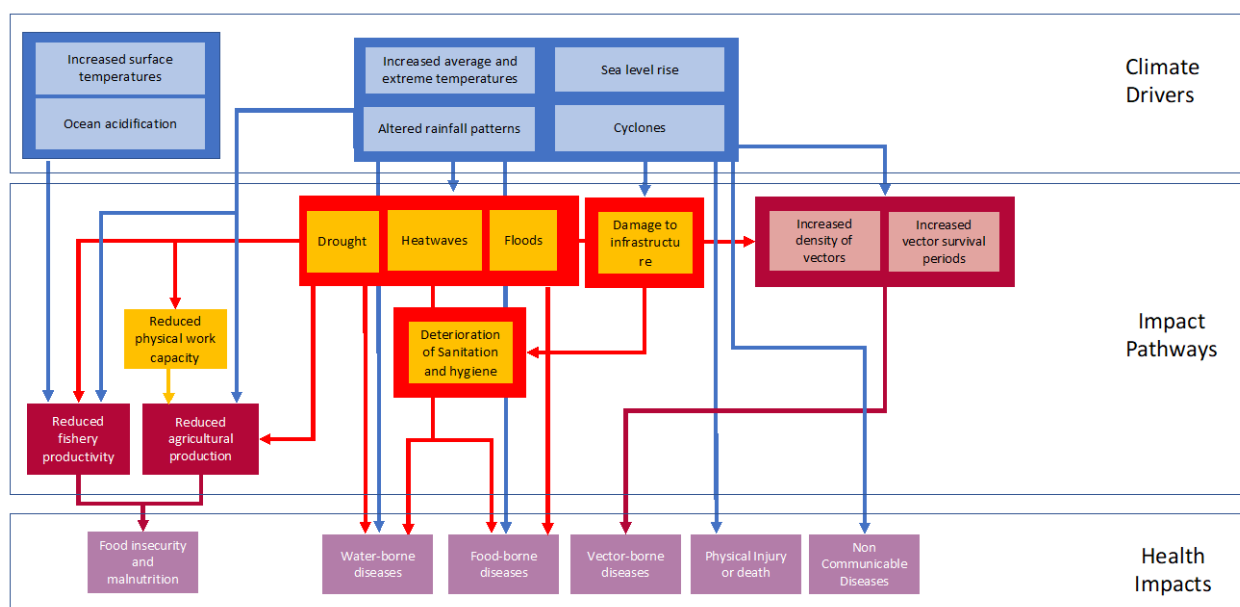 Increased surface
temperatures
Ocean acidification
Increased average and
extreme temperatures
Sea level rise
Altered rainfall patterns
Cyclones
Climate
Drivers
Drought
Heatwaves
Floods
Damage to
infrastructu
re
Increased
density of
vectors
Increased
vector survival
periods
Reduced
physical work
capacity
Deterioration
of Sanitation
and hygiene
Impact
Pathways
Reduced
fishery
productivity
Reduced
agricultural
production
Food insecurity
and
malnutrition
Water-borne
diseases
Food-borne
diseases
Vector-borne
diseases
Physical Injury
or death
Non
Communicable
Diseases
Health
Impacts